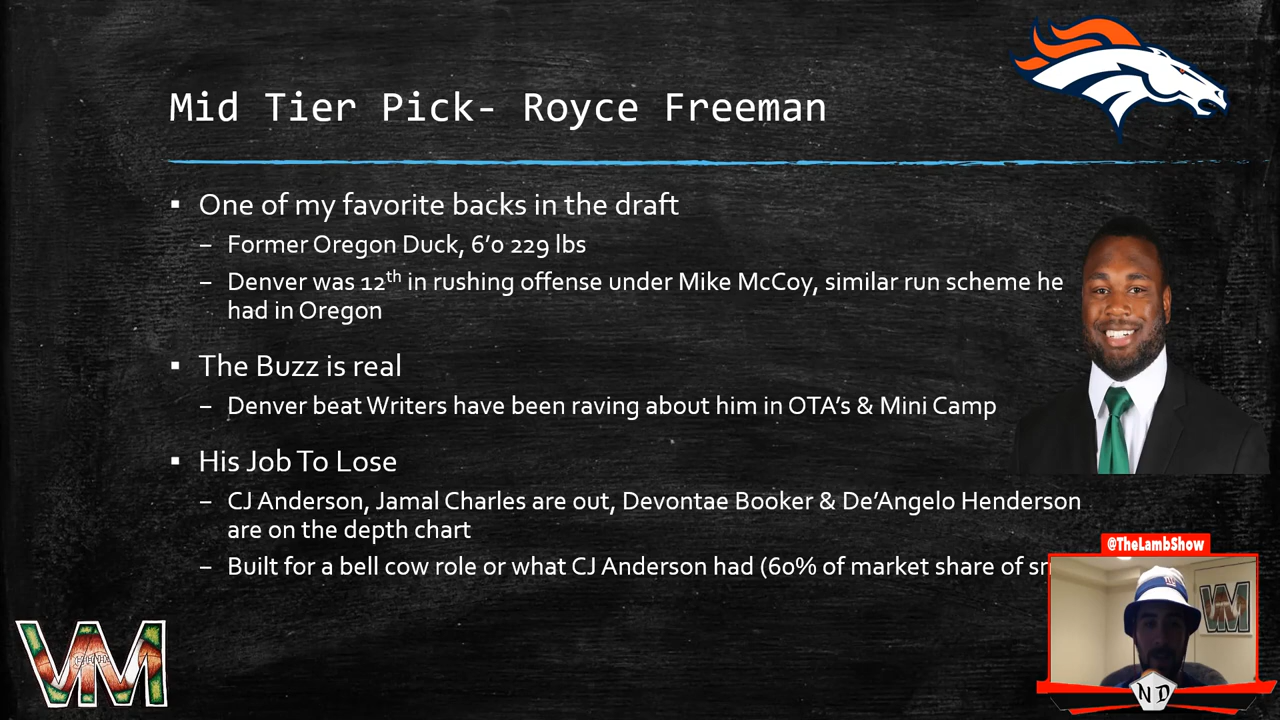 Mid Tier Pick- Royce Freeman
▪ One of my favorite backs in the draft
– Former Oregon Duck, 6'0 229 lbs
– Denver was 12th in rushing offense under Mike McCoy, similar run scheme he
had in Oregon
▪ The Buzz is real
– Denver beat Writers have been raving about him in OTA's & Mini Camp
▪ His Job To Lose
– CJ Anderson, Jamal Charles are out, Devontae Booker & De'Angelo Henderson
are on the depth chart
– Built for a bell cow role or what CJ Anderson had (60% of market share of
@TheLambShow
VM
VM
ND